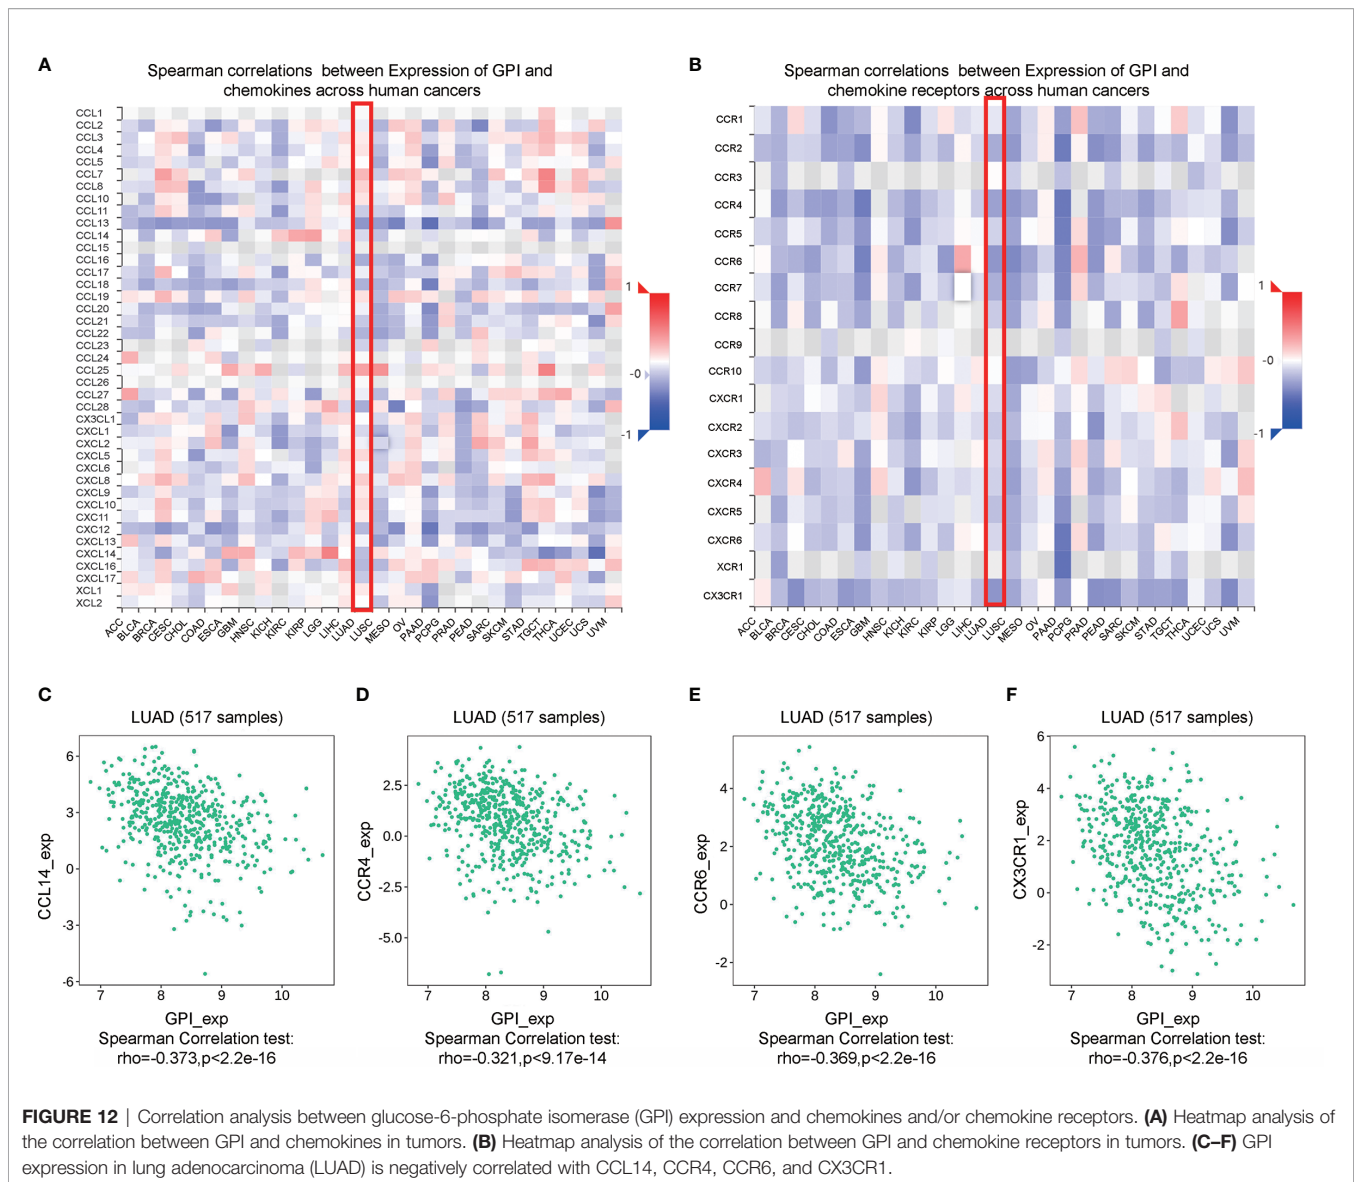 A
Spearman correlations between Expression of GPI and
chemokines across human cancers
CCL1
CCL2
CCL3
CCL4
CCL5
CCL7
CCL8
CCL10
CCL11
CCL13
CCL14
CCL15
CCL16
CCL17
CCL18
CCL19
CCL20
CCL21
CCL22
CCL23
CCL24
CCL25
CCL26
CCL27
CCL28
CX3CL1
CXCL1
CXCL2
CXCL5
CXCL6
CXCL8
CXCL9
CXCL10
CXC11
CXC12
CXCL13
CXCL14
CXCL16
CXCL17
XCL1
XCL2
ACC
BLCA
BRCA
CESC
CHOL
COAD
ESCA
GBM
HNSC
KICH
KIRC
KIRP
LGG
LIHC
LUAD
LUSC
MESO
OV
PAAD
PCPG
PRAD
PEAD
SARC
SKCM
STAD
TGCT
THCA
UCEC
UCS
UVM
1
-0
-1
B
Spearman correlations between Expression of GPI and
chemokine receptors across human cancers
CCR1
CCR2
CCR3
CCR4
CCR5
CCR6
CCR7
CCR8
CCR9
CCR10
CXCR1
CXCR2
CXCR3
CXCR4
CXCR5
CXCR6
XCR1
CX3CR1
ACC
BLCA
BRCA
CESC
CHOL
COAD
ESCA
GBM
HNSC
KICH
KIRC
KIRP
LGG
LIHC
LUAD
LUSC
MESO
OV
PAAD
PCPG
PRAD
PEAD
SARC
SKCM
STAD
TGCT
THCA
UCEC
UCS
UVM
1
-0
-1
C
LUAD (517 samples)
CCL14_exp
6
3
0
-3
-6
7 8 9 10
GPI_exp
Spearman Correlation test:
rho=-0.373,p<2.2e-16
D
LUAD (517 samples)
CCR4_exp
2.5
0.0
-2.5
-5.0
7 8 9 10
GPI_exp
Spearman Correlation test:
rho=-0.321,p<9.17e-14
E
LUAD (517 samples)
CCR6_exp
4
2
0
-2
7 8 9 10
GPI_exp
Spearman Correlation test:
rho=-0.369,p<2.2e-16
F
LUAD (517 samples)
CX3CR1_exp
6
4
2
0
-2
7 8 9 10
GPI_exp
Spearman Correlation test:
rho=-0.376,p<2.2e-16
FIGURE 12 | Correlation analysis between glucose-6-phosphate isomerase (GPI) expression and chemokines and/or chemokine receptors. (A) Heatmap analysis of
the correlation between GPI and chemokines in tumors. (B) Heatmap analysis of the correlation between GPI and chemokine receptors in tumors. (C–F) GPI
expression in lung adenocarcinoma (LUAD) is negatively correlated with CCL14, CCR4, CCR6, and CX3CR1.